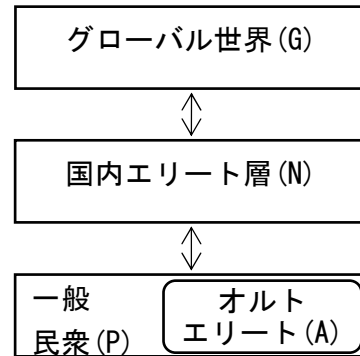 グローバル世界(G)
国内エリート層(N)
一般
民衆(P)
オルト
エリート(A)